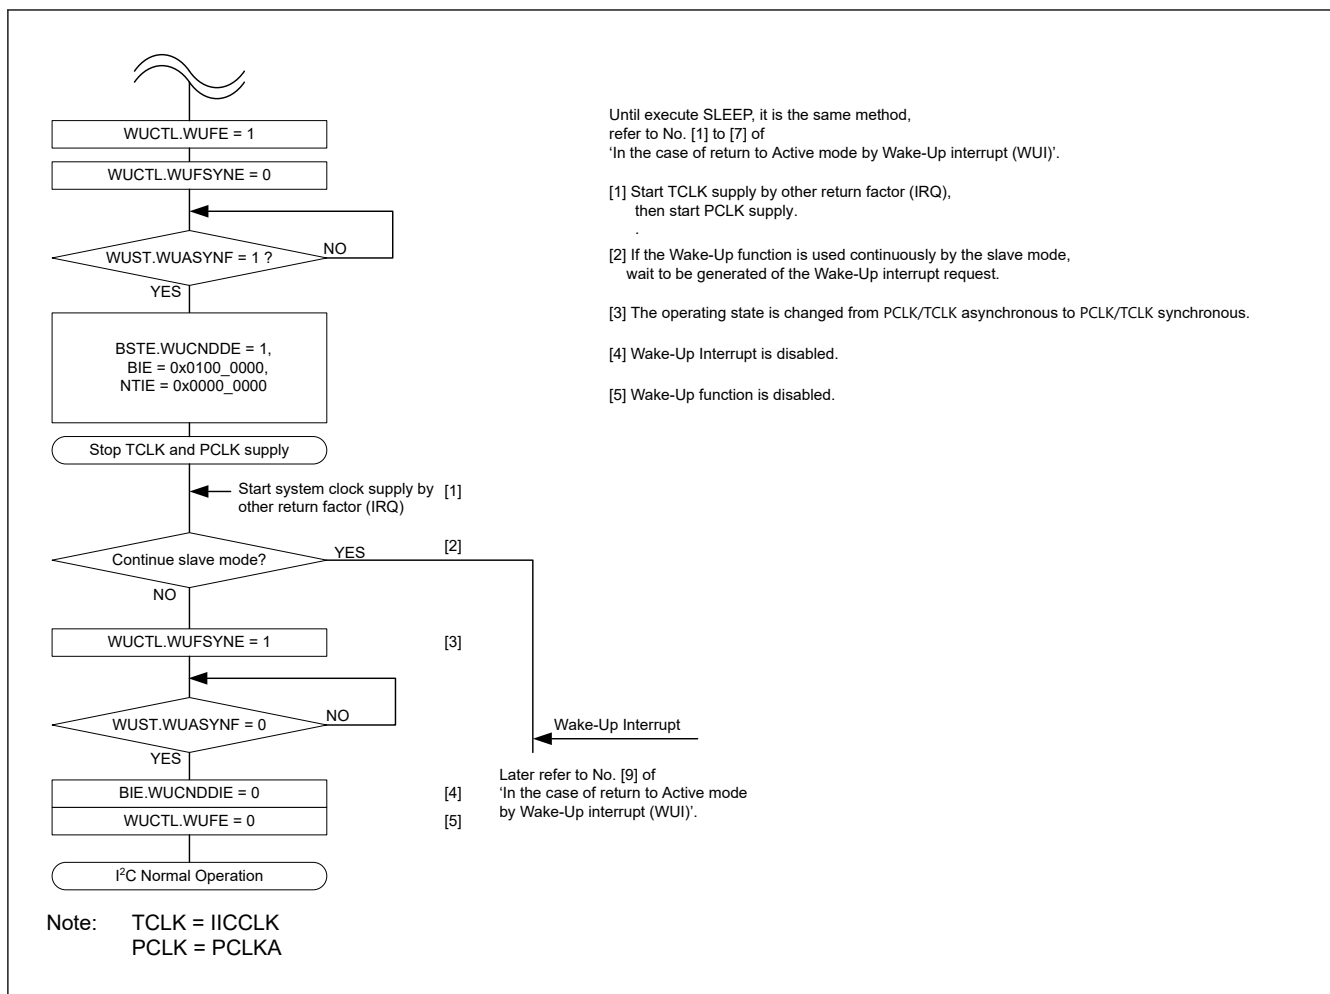 WUCTL.WUFE = 1
WUCTL.WUFSYNE = 0
WUST.WUASYNF = 1 ?
NO
YES
BSTE.WUCNDDE = 1,
BIE = 0x0100_0000,
NTIE = 0x0000_0000
Stop TCLK and PCLK supply
Start system clock supply by
other return factor (IRQ)
[1]
Continue slave mode?
YES
[2]
NO
WUCTL.WUFSYNE = 1
[3]
WUST.WUASYNF = 0
NO
YES
BIE.WUCNDDIE = 0
[4]
WUCTL.WUFE = 0
[5]
I²C Normal Operation
Wake-Up Interrupt
Later refer to No. [9] of
‘In the case of return to Active mode
by Wake-Up interrupt (WUI)’.
Until execute SLEEP, it is the same method,
refer to No. [1] to [7] of
‘In the case of return to Active mode by Wake-Up interrupt (WUI)’.
[1] Start TCLK supply by other return factor (IRQ),
then start PCLK supply.
.
[2] If the Wake-Up function is used continuously by the slave mode,
wait to be generated of the Wake-Up interrupt request.
[3] The operating state is changed from PCLK/TCLK asynchronous to PCLK/TCLK synchronous.
[4] Wake-Up Interrupt is disabled.
[5] Wake-Up function is disabled.
Note: TCLK = IICCLK
PCLK = PCLKA